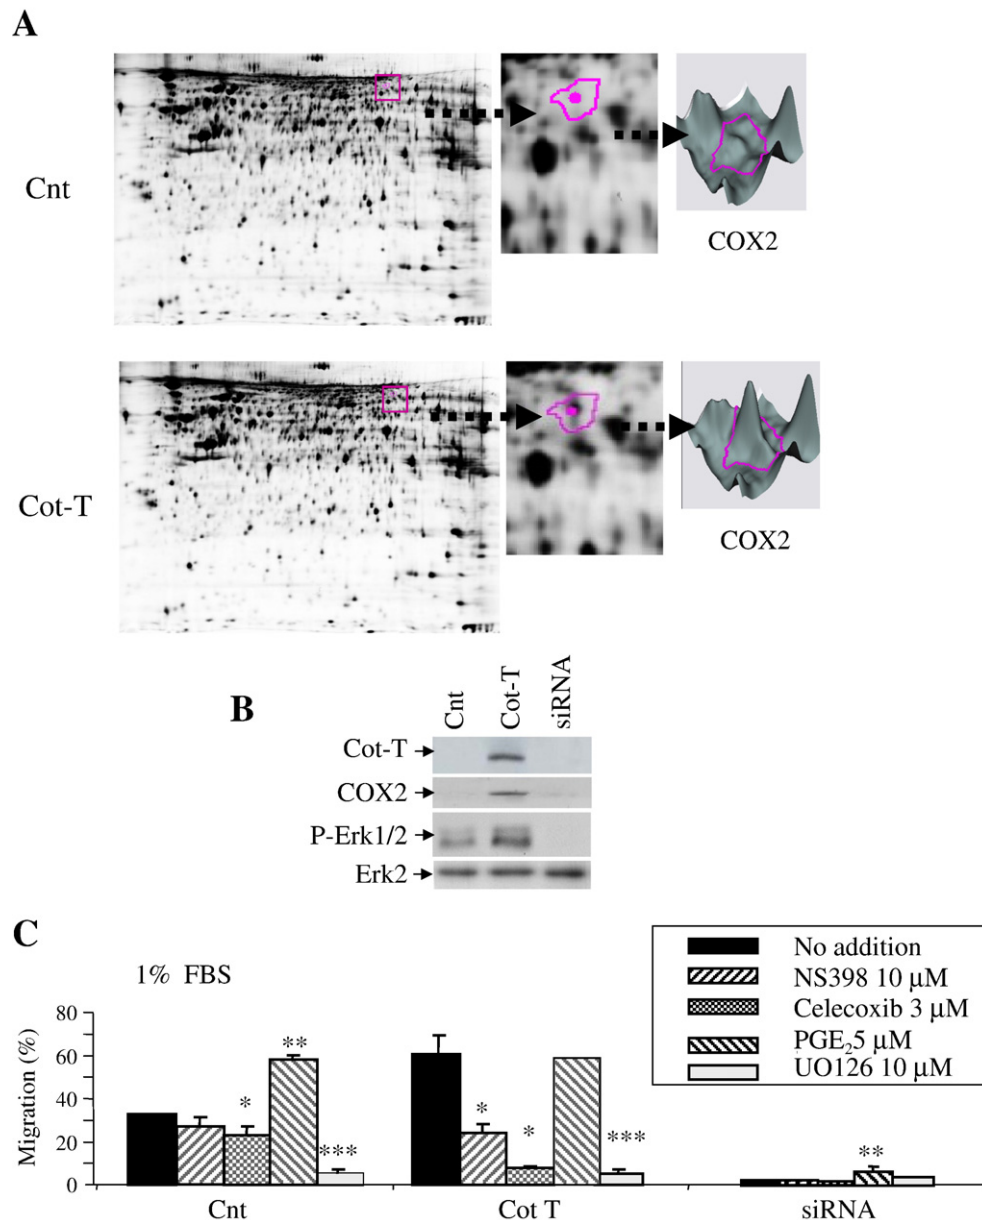 A
Cnt
COX2
Cot-T
COX2
B
Cnt
Cot-T
siRNA
Cot-T
COX2
P-Erk1/2
Erk2
C
1% FBS
No addition
NS398 10 µM
Celecoxib 3 µM
PGE₂5 µM
UO126 10 µM
Migration (%)
80
60
40
20
0
*
**
***
*
*
***
**
Cnt
Cot T
siRNA